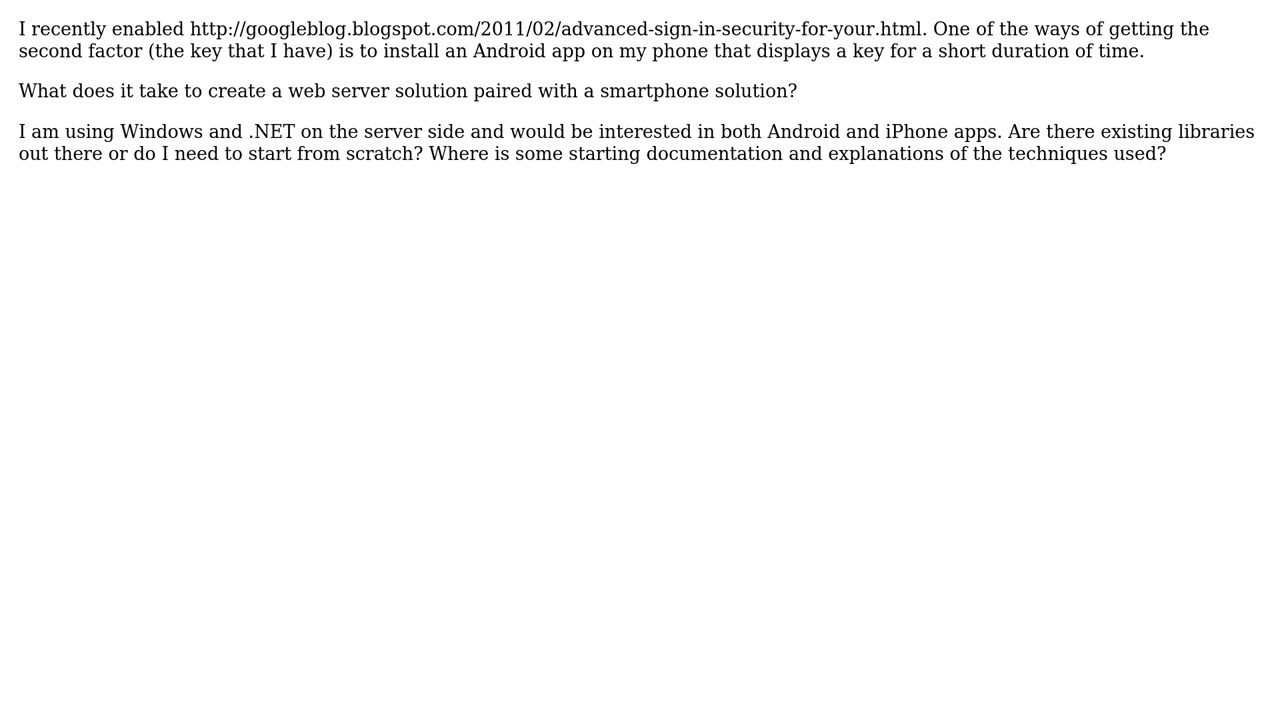 I recently enabled http://googleblog.blogspot.com/2011/02/advanced-sign-in-security-for-your.html. One of the ways of getting the
second factor (the key that I have) is to install an Android app on my phone that displays a key for a short duration of time.
What does it take to create a web server solution paired with a smartphone solution?
I am using Windows and .NET on the server side and would be interested in both Android and iPhone apps. Are there existing libraries
out there or do I need to start from scratch? Where is some starting documentation and explanations of the techniques used?